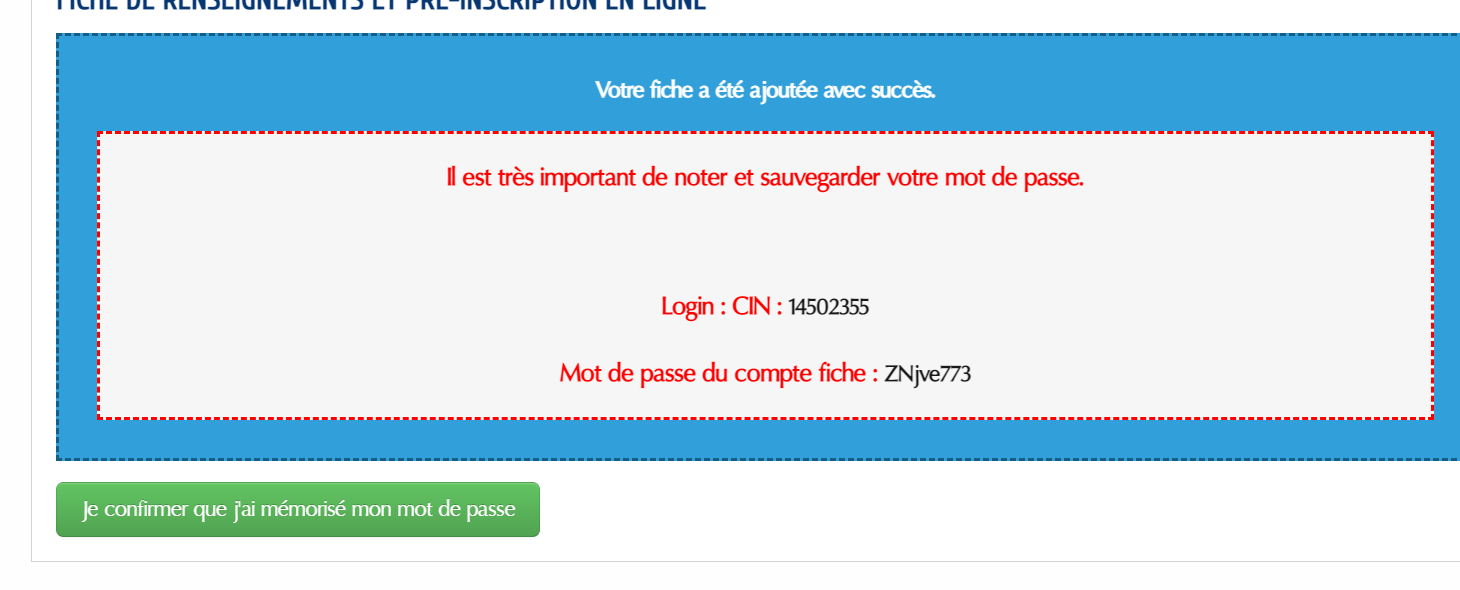 FICHE DE RENSEIGNEMENTS ET PRÉ-INSCRIPTION EN LIGNE
Votre fiche a été ajoutée avec succès.
Il est très important de noter et sauvegarder votre mot de passe.
Login : CIN : 14502355
Mot de passe du compte fiche : ZNjve773
Je confirmer que j'ai mémorisé mon mot de passe